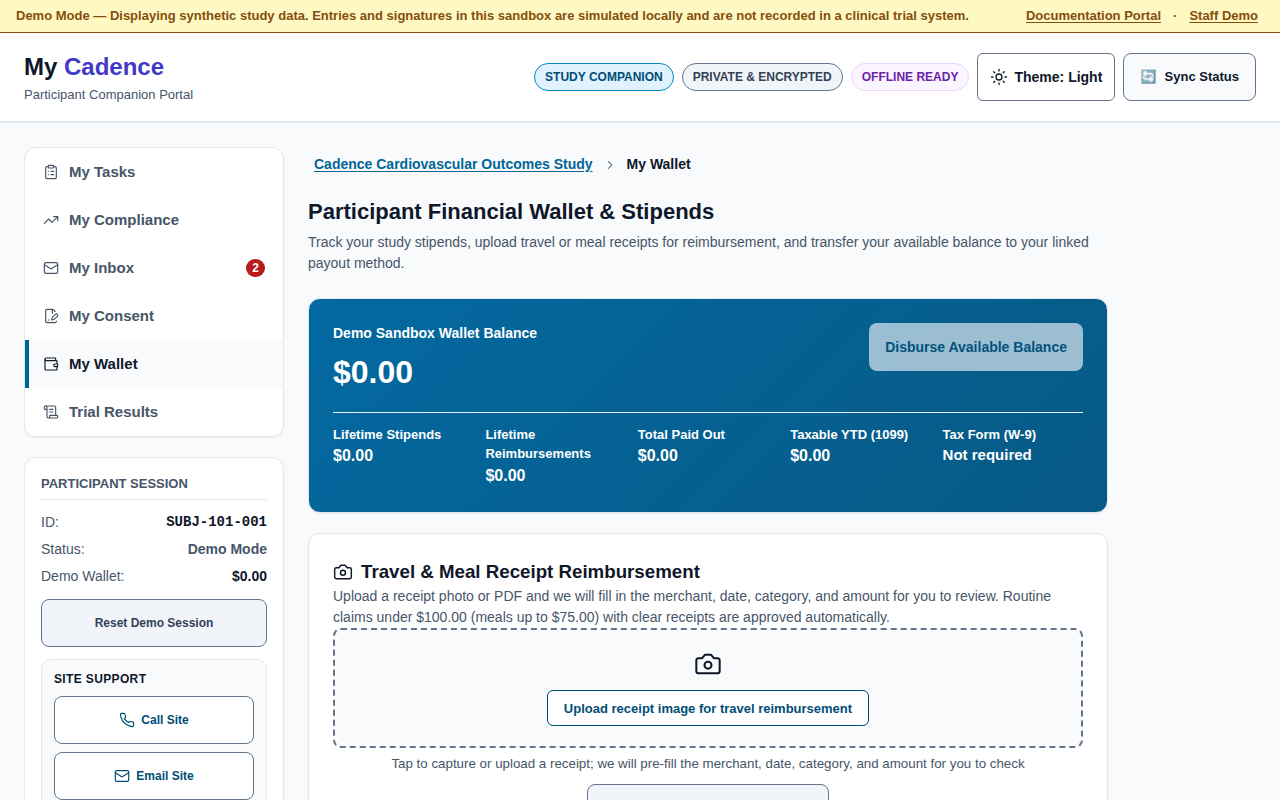 Demo Mode — Displaying synthetic study data. Entries and signatures in this sandbox are simulated locally and are not recorded in a clinical trial system.
Documentation Portal · Staff Demo
My Cadence
Participant Companion Portal
STUDY COMPANION
PRIVATE & ENCRYPTED
OFFLINE READY
Theme: Light
Sync Status
My Tasks
My Compliance
My Inbox
2
My Consent
My Wallet
Trial Results
PARTICIPANT SESSION
ID: SUBJ-101-001
Status: Demo Mode
Demo Wallet: $0.00
Reset Demo Session
SITE SUPPORT
Call Site
Email Site
Cadence Cardiovascular Outcomes Study
My Wallet
Participant Financial Wallet & Stipends
Track your study stipends, upload travel or meal receipts for reimbursement, and transfer your available balance to your linked
payout method.
Demo Sandbox Wallet Balance
$0.00
Disburse Available Balance
Lifetime Stipends
$0.00
Lifetime
Reimbursements
$0.00
Total Paid Out
$0.00
Taxable YTD (1099)
$0.00
Tax Form (W-9)
Not required
Travel & Meal Receipt Reimbursement
Upload a receipt photo or PDF and we will fill in the merchant, date, category, and amount for you to review. Routine
claims under $100.00 (meals up to $75.00) with clear receipts are approved automatically.
Upload receipt image for travel reimbursement
Tap to capture or upload a receipt; we will pre-fill the merchant, date, category, and amount for you to check